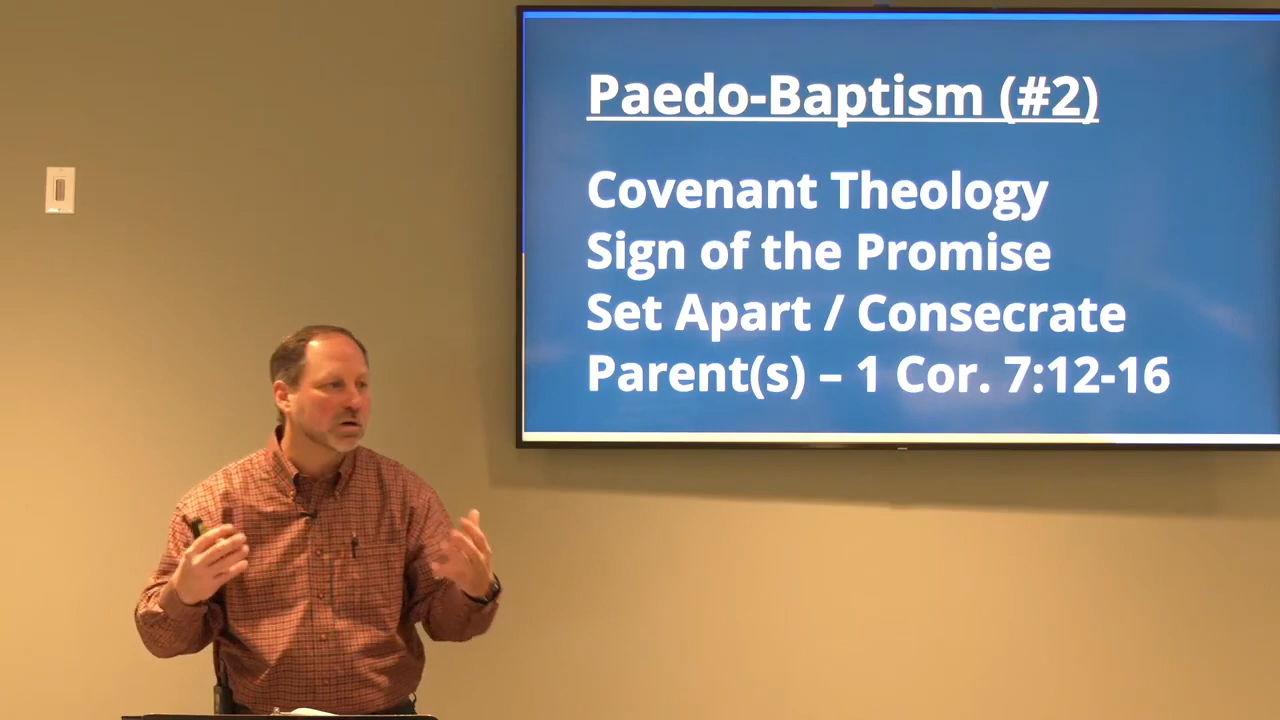 Paedo-Baptism (#2)
Covenant Theology
Sign of the Promise
Set Apart / Consecrate
Parent(s) – 1 Cor. 7:12-16